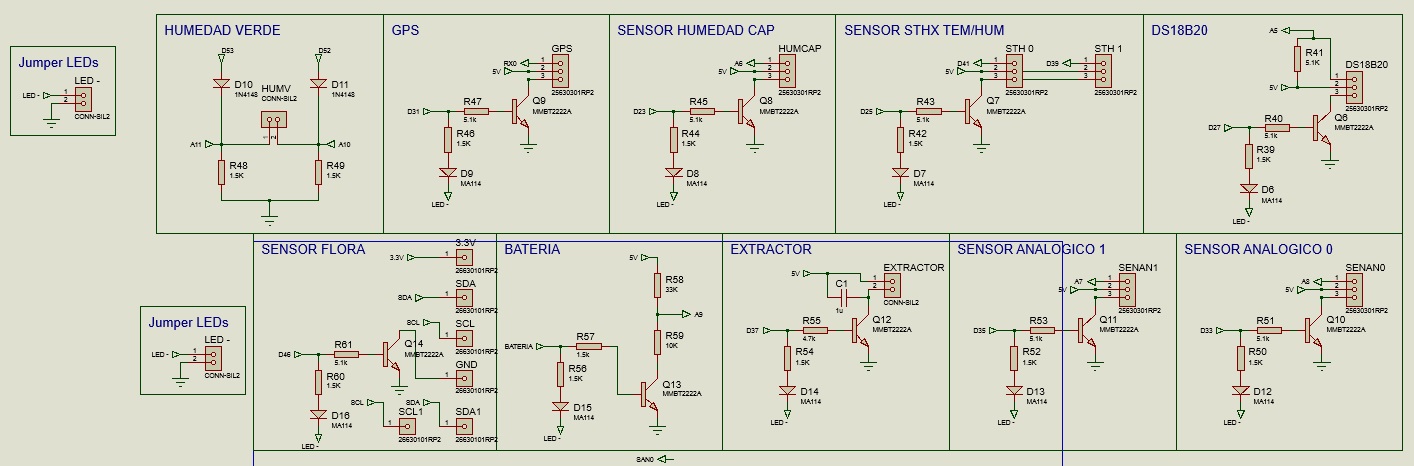 Jumper LEDs
LED -
LED -
1
2
CONN-SIL2
HUMEDAD VERDE
D53
D52
D10
1N4148
HUMV
CONN-SIL2
D11
1N4148
1
2
A11
A10
R48
1.5K
R49
1.5K
GPS
GPS
RX0
5V
1
2
3
25630301RP2
D31
R47
5.1k
Q9
MMBT2222A
R46
1.5K
D9
MA114
LED -
SENSOR HUMEDAD CAP
HUMCAP
A6
5V
1
2
3
25630301RP2
D23
R45
5.1k
Q8
MMBT2222A
R44
1.5K
D8
MA114
LED -
SENSOR STHX TEM/HUM
STH 0
STH 1
D41
5V
1
2
3
D39
1
2
3
25630301RP2
25630301RP2
D25
R43
5.1k
Q7
MMBT2222A
R42
1.5K
D7
MA114
LED -
DS18B20
A5
R41
5.1K
DS18B20
5V
1
2
3
25630301RP2
D27
R40
5.1k
Q6
MMBT2222A
R39
1.5K
D6
MA114
LED -
Jumper LEDs
LED -
LED -
1
2
CONN-SIL2
SENSOR FLORA
3.3V
3.3V
1
26630101RP2
SDA
SDA
1
26630101RP2
SCL
SCL
1
26630101RP2
D46
R61
5.1k
Q14
MMBT2222A
GND
1
26630101RP2
R60
1.5K
D16
MA114
LED -
SCL
SCL1
1
26630101RP2
SDA
SDA1
1
26630101RP2
BATERIA
5V
R58
33K
A9
R59
10K
BATERIA
R57
1.5k
R56
1.5K
Q13
MMBT2222A
D15
MA114
LED -
EXTRACTOR
5V
EXTRACTOR
1
2
CONN-SIL2
C1
1u
D37
R55
4.7k
Q12
MMBT2222A
R54
1.5K
D14
MA114
LED -
SENSOR ANALOGICO 1
SENAN1
A7
5V
1
2
3
25630301RP2
D35
R53
5.1k
Q11
MMBT2222A
R52
1.5K
D13
MA114
LED -
SENSOR ANALOGICO 0
SENAN0
A8
5V
1
2
3
25630301RP2
D33
R51
5.1k
Q10
MMBT2222A
R50
1.5K
D12
MA114
LED -
SAN0